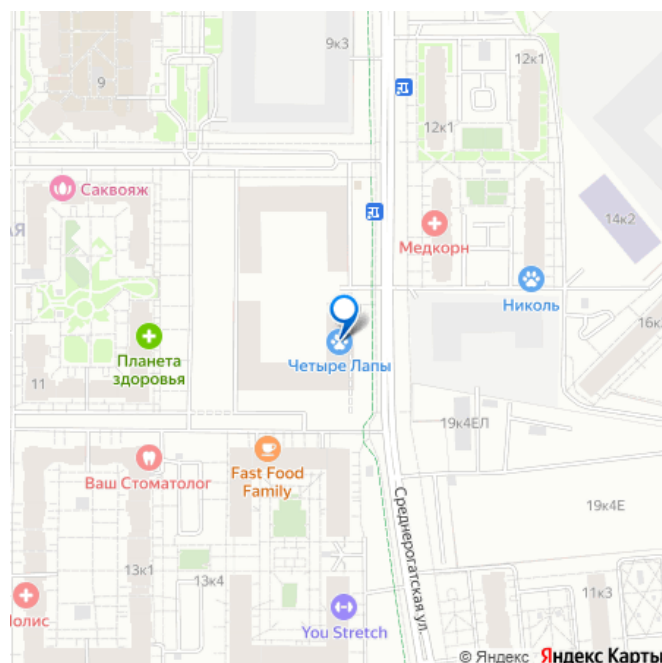 9к3
12к1
9
12к1
Саквояж
АЯ
14к2
Медкорн
Николь
16к
Планета
здоровья
Четыре Лапы
11
19к4ЕЛ
Ваш Стоматолог
Fast Food
Family
19к4Е
Среднерогатская ул.
13к1
13к4
11к3
You Stretch
© Яндекс Яндекс Карты